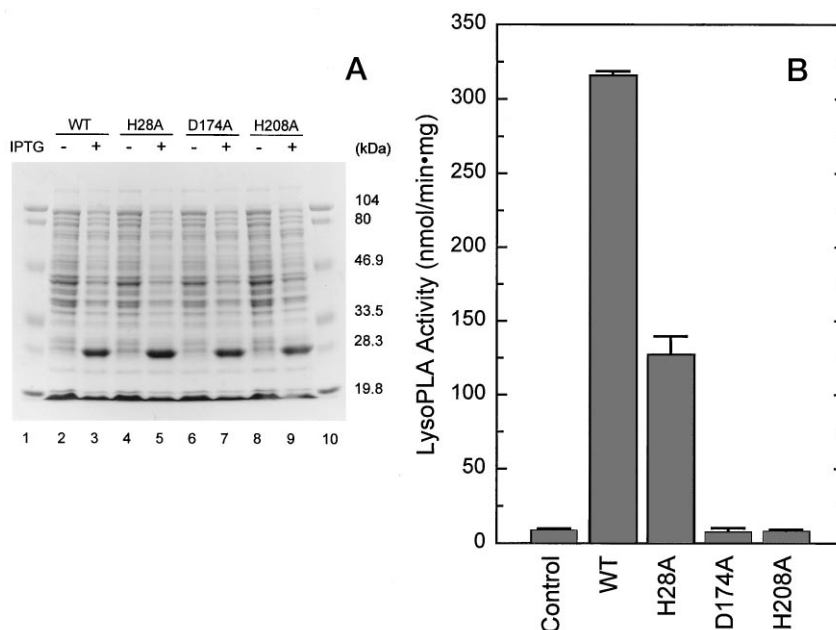 A
WT H28A D174A H208A
IPTG - + - + - + - + (kDa)
104
80
46.9
33.5
28.3
19.8
1 2 3 4 5 6 7 8 9 10
B
LysoPLA Activity (nmol/min•mg)
350
300
250
200
150
100
50
0
Control
WT
H28A
D174A
H208A